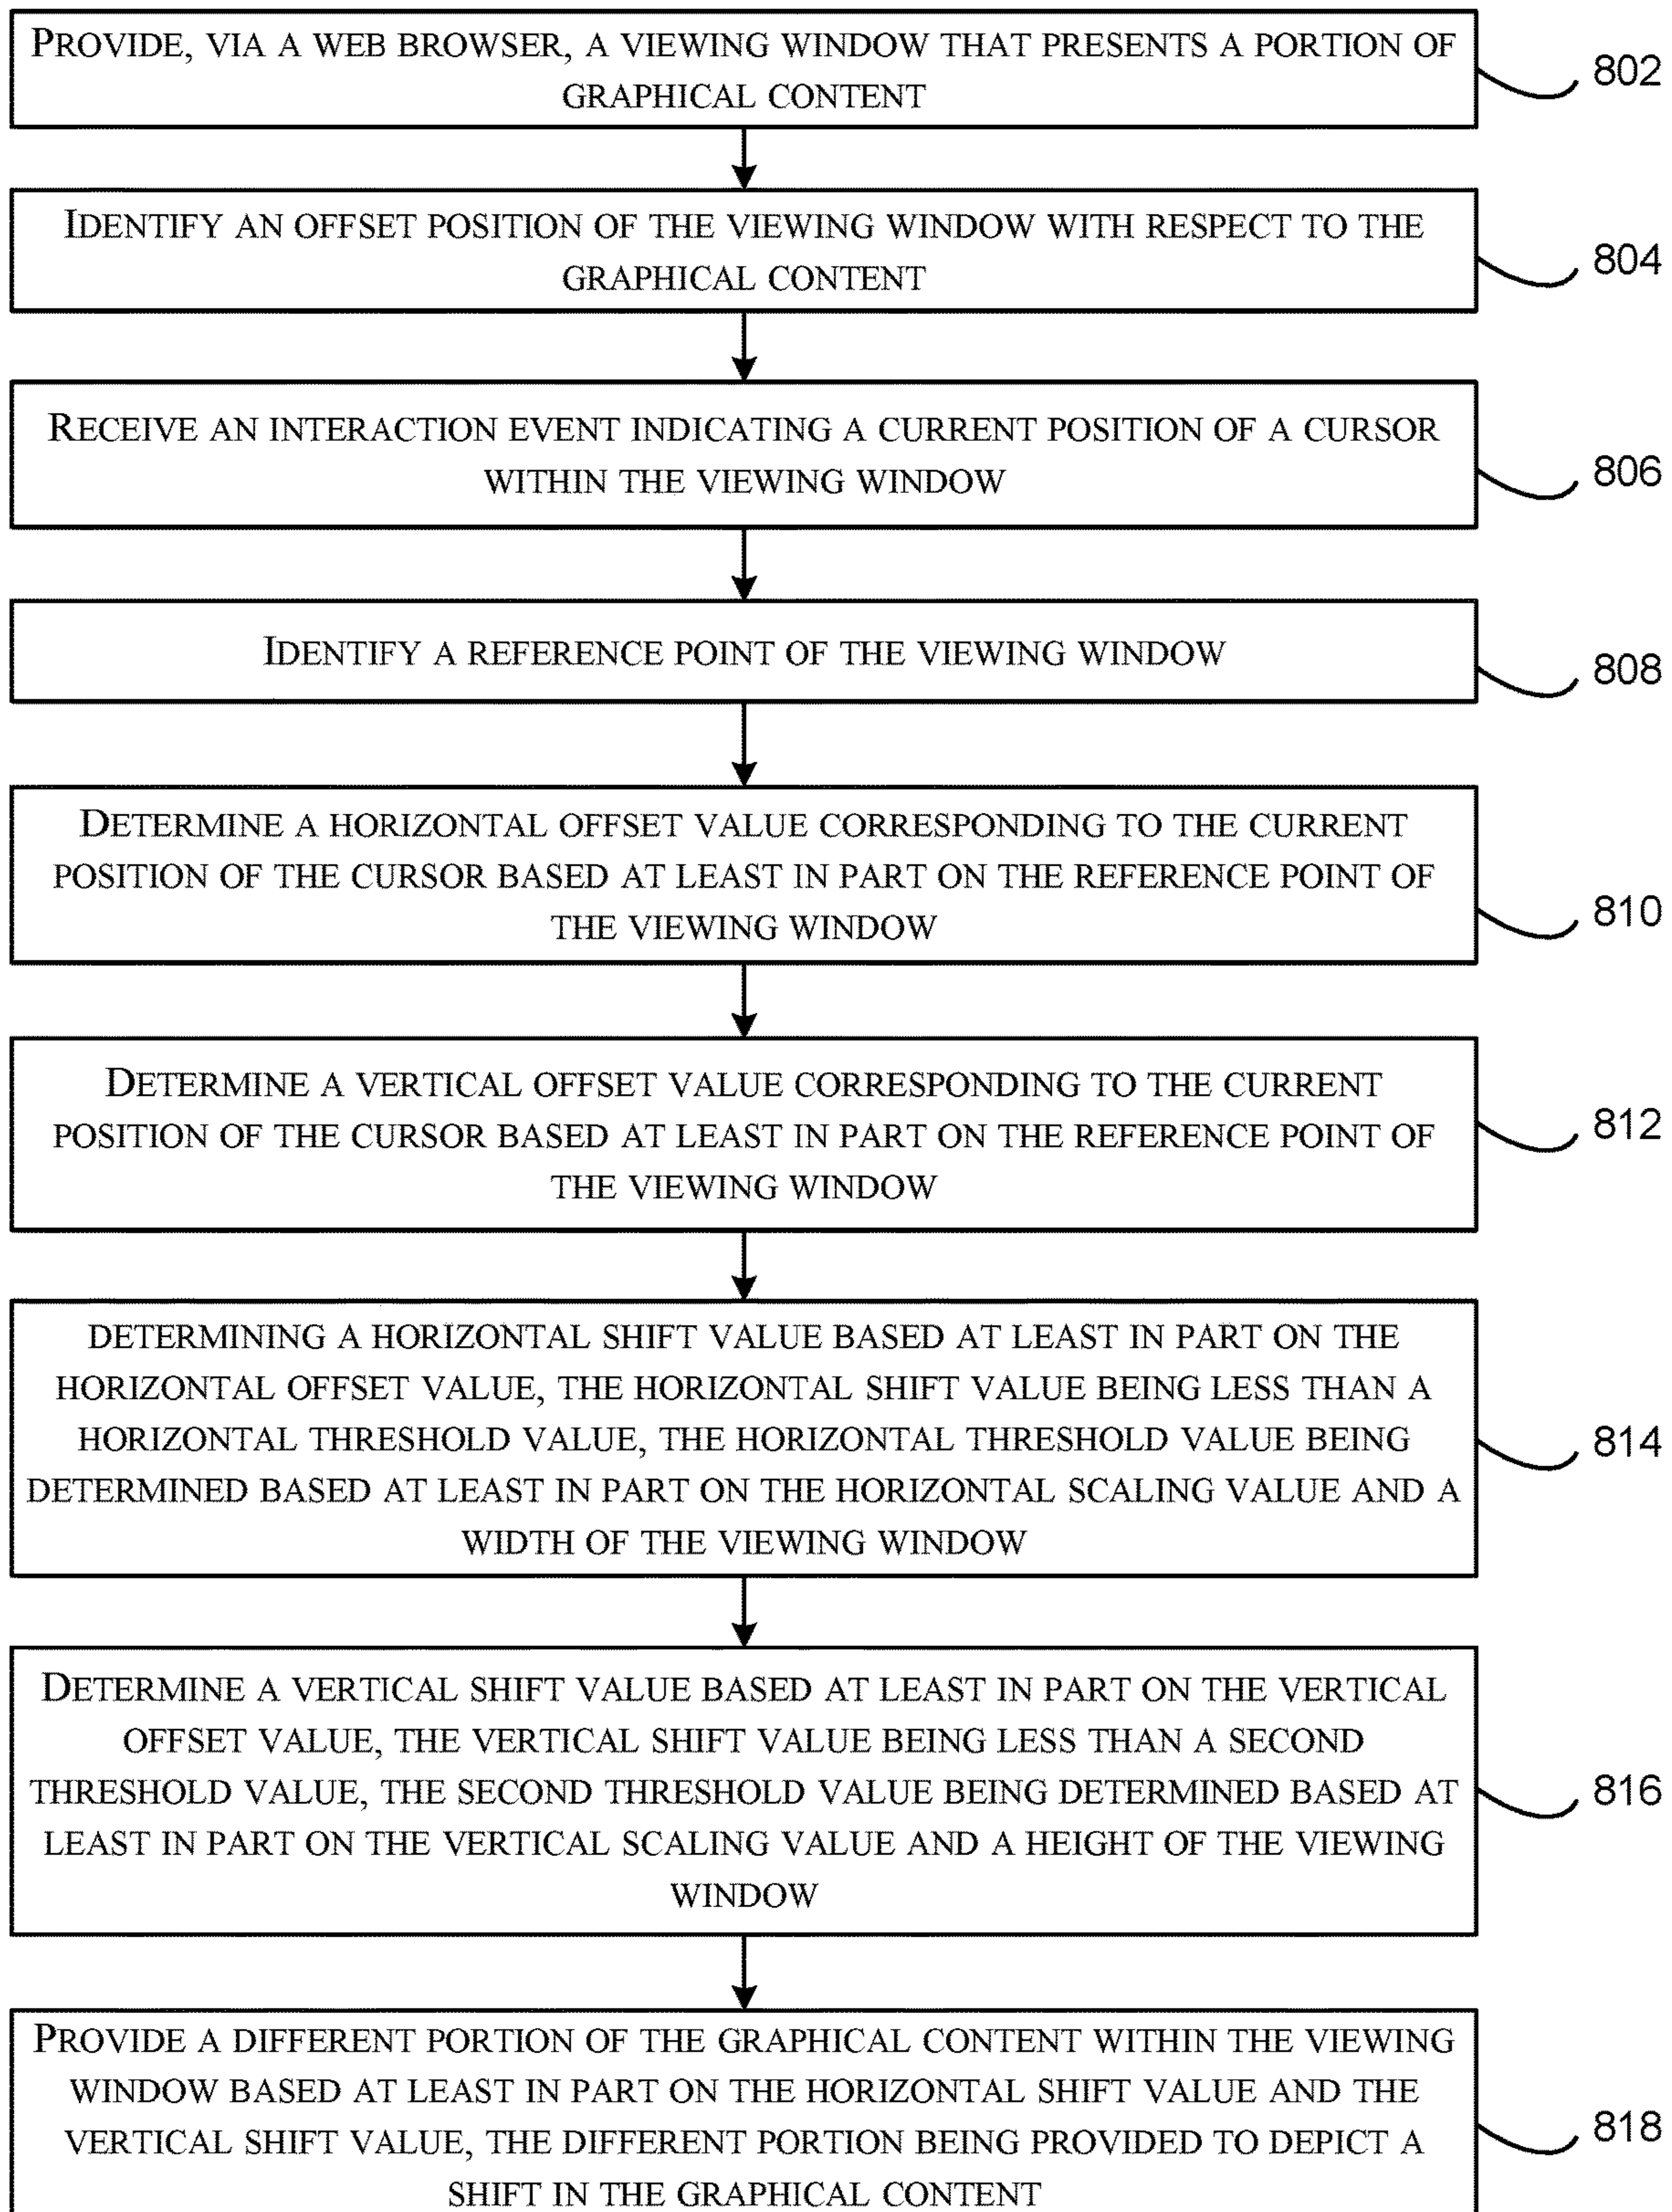 PROVIDE, VIA A WEB BROWSER, A VIEWING WINDOW THAT PRESENTS A PORTION OF
GRAPHICAL CONTENT
802
IDENTIFY AN OFFSET POSITION OF THE VIEWING WINDOW WITH RESPECT TO THE
GRAPHICAL CONTENT
804
RECEIVE AN INTERACTION EVENT INDICATING A CURRENT POSITION OF A CURSOR
WITHIN THE VIEWING WINDOW
806
IDENTIFY A REFERENCE POINT OF THE VIEWING WINDOW
808
DETERMINE A HORIZONTAL OFFSET VALUE CORRESPONDING TO THE CURRENT
POSITION OF THE CURSOR BASED AT LEAST IN PART ON THE REFERENCE POINT OF
THE VIEWING WINDOW
810
DETERMINE A VERTICAL OFFSET VALUE CORRESPONDING TO THE CURRENT
POSITION OF THE CURSOR BASED AT LEAST IN PART ON THE REFERENCE POINT OF
THE VIEWING WINDOW
812
DETERMINING A HORIZONTAL SHIFT VALUE BASED AT LEAST IN PART ON THE
HORIZONTAL OFFSET VALUE, THE HORIZONTAL SHIFT VALUE BEING LESS THAN A
HORIZONTAL THRESHOLD VALUE, THE HORIZONTAL THRESHOLD VALUE BEING
DETERMINED BASED AT LEAST IN PART ON THE HORIZONTAL SCALING VALUE AND A
WIDTH OF THE VIEWING WINDOW
814
DETERMINE A VERTICAL SHIFT VALUE BASED AT LEAST IN PART ON THE VERTICAL
OFFSET VALUE, THE VERTICAL SHIFT VALUE BEING LESS THAN A SECOND
THRESHOLD VALUE, THE SECOND THRESHOLD VALUE BEING DETERMINED BASED AT
LEAST IN PART ON THE VERTICAL SCALING VALUE AND A HEIGHT OF THE VIEWING
WINDOW
816
PROVIDE A DIFFERENT PORTION OF THE GRAPHICAL CONTENT WITHIN THE VIEWING
WINDOW BASED AT LEAST IN PART ON THE HORIZONTAL SHIFT VALUE AND THE
VERTICAL SHIFT VALUE, THE DIFFERENT PORTION BEING PROVIDED TO DEPICT A
SHIFT IN THE GRAPHICAL CONTENT
818